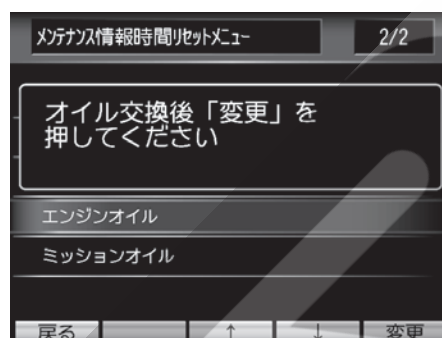 ﾒﾝﾃﾅﾝｽ情報時間ﾘｾｯﾄﾒﾆｭｰ
2/2
オイル交換後「変更」を
押してください
エンジンオイル
ミッションオイル
戻る ↑ ↓ 変更